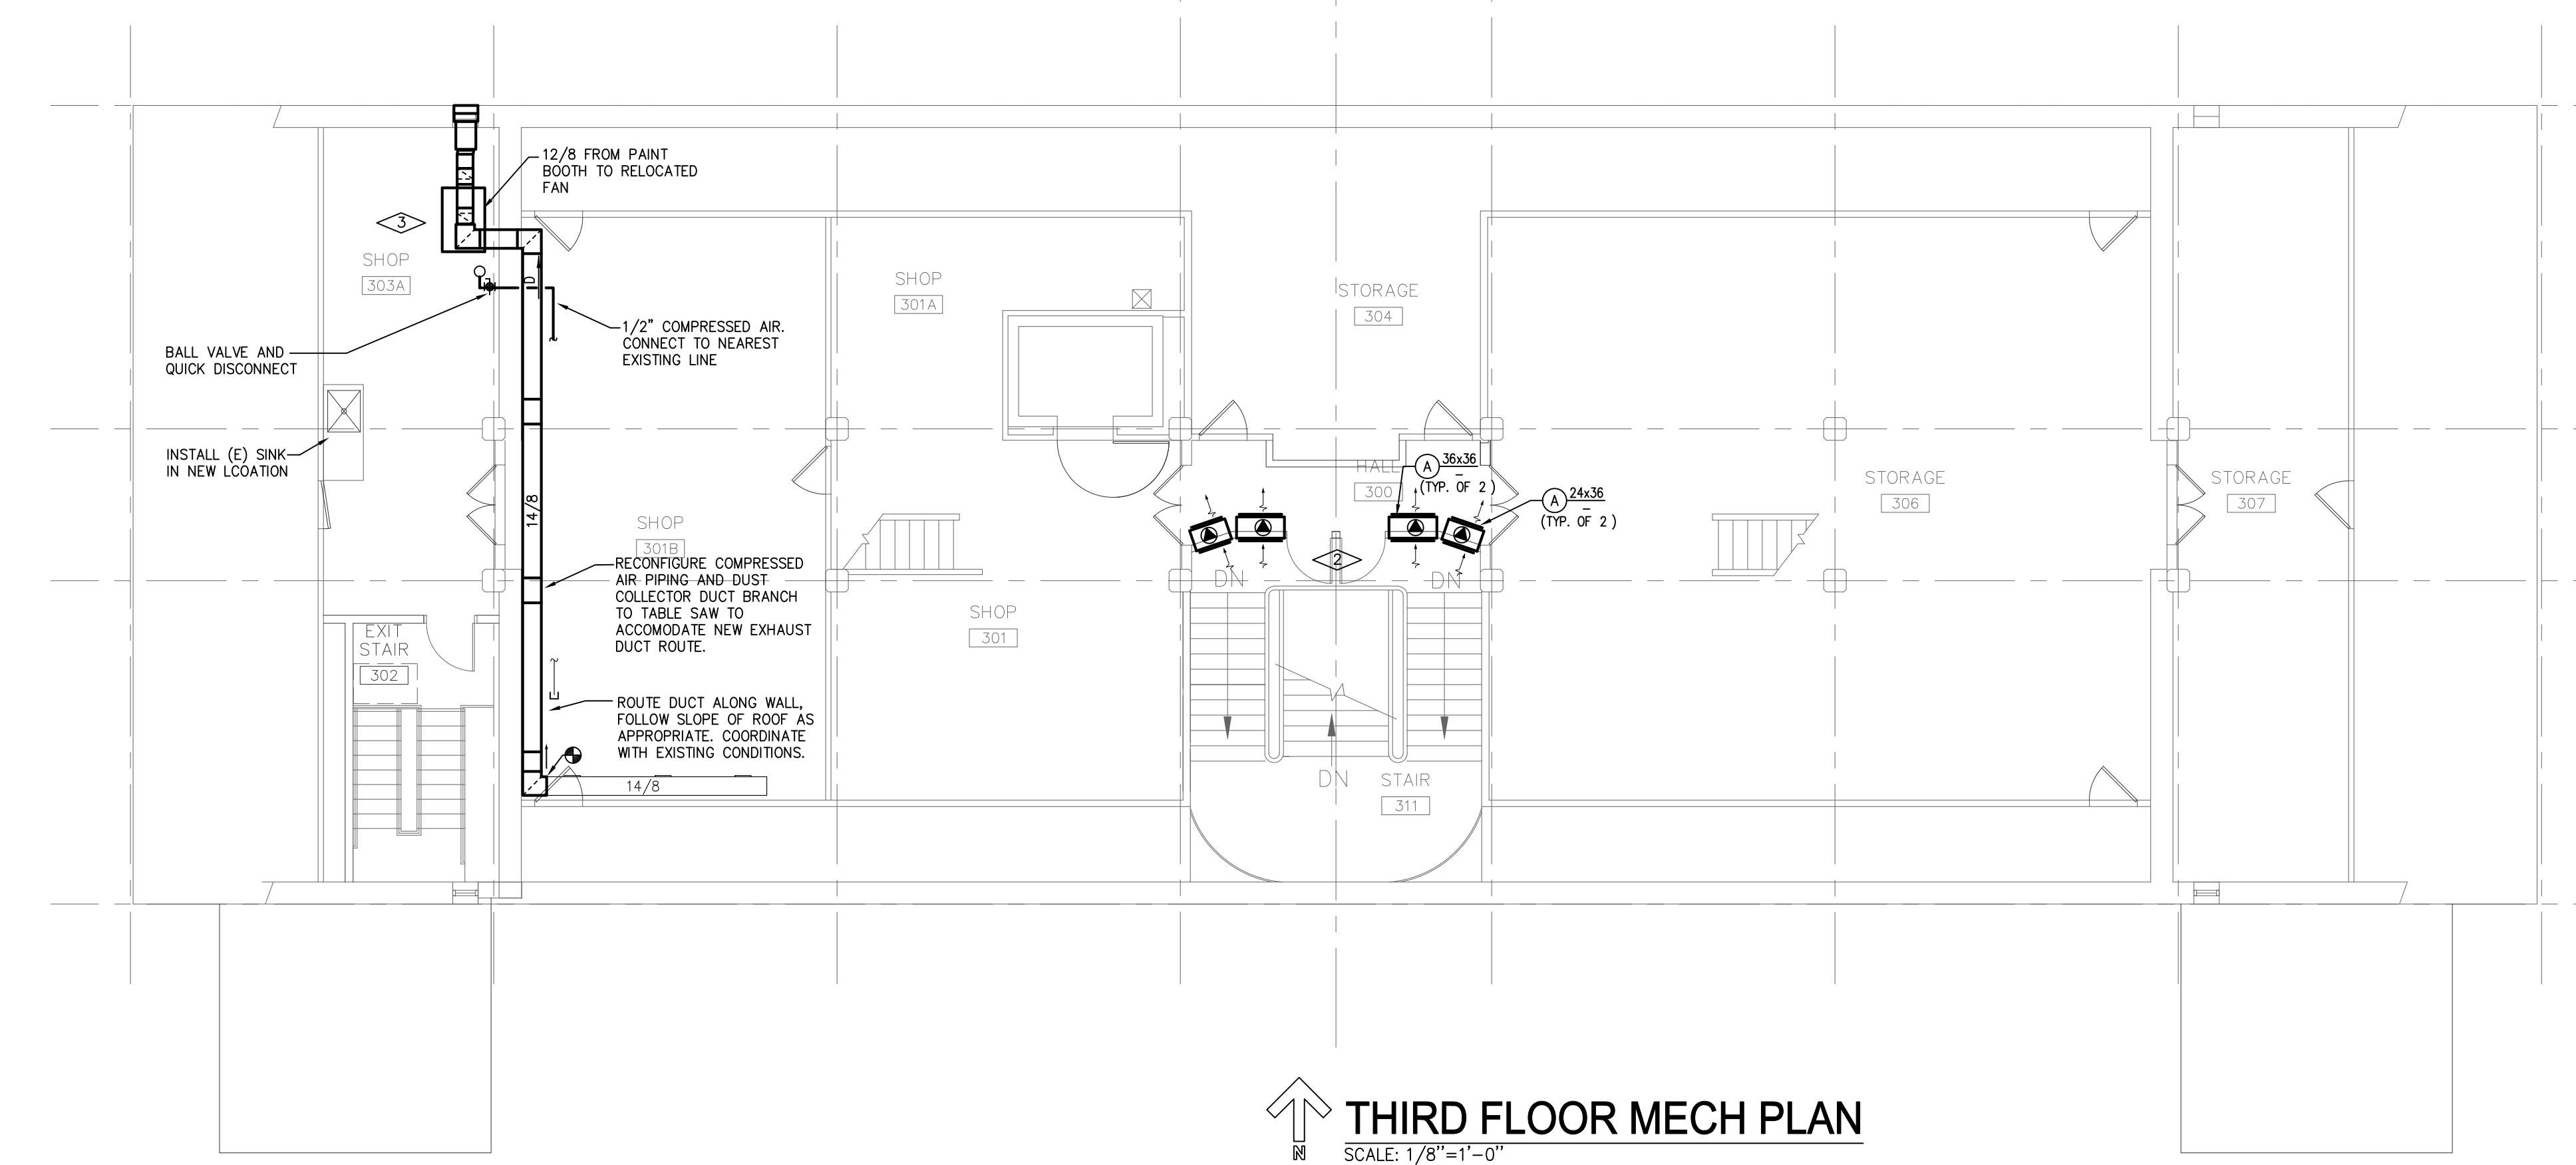 12/8 FROM PAINT
BOOTH TO RELOCATED
FAN
3
SHOP
303A
D
SHOP
301A
STORAGE
304
1/2" COMPRESSED AIR.
CONNECT TO NEAREST
EXISTING LINE
BALL VALVE AND
QUICK DISCONNECT
INSTALL (E) SINK
IN NEW LCOATION
14/8
HALL
300
A
36x36
–
(TYP. OF 2 )
A
24x36
–
(TYP. OF 2 )
STORAGE
306
STORAGE
307
SHOP
301B
RECONFIGURE COMPRESSED
AIR PIPING AND DUST
COLLECTOR DUCT BRANCH
TO TABLE SAW TO
ACCOMODATE NEW EXHAUST
DUCT ROUTE.
2
DN
DN
SHOP
301
EXIT
STAIR
302
ROUTE DUCT ALONG WALL,
FOLLOW SLOPE OF ROOF AS
APPROPRIATE. COORDINATE
WITH EXISTING CONDITIONS.
14/8
DN
STAIR
311
N
THIRD FLOOR MECH PLAN
SCALE: 1/8"=1'-0"